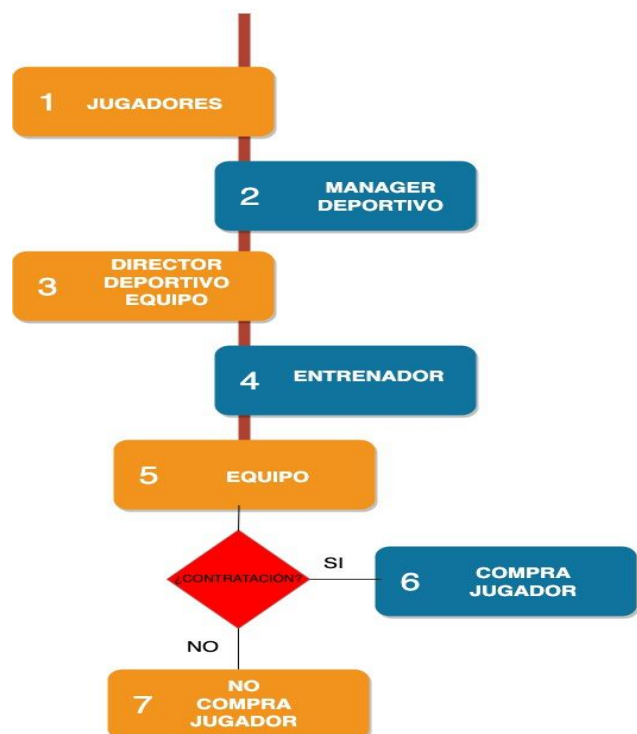 1 JUGADORES
2 MANAGER
DEPORTIVO
3 DIRECTOR
DEPORTIVO
EQUIPO
4 ENTRENADOR
5 EQUIPO
¿CONTRATACIÓN?
SI
6 COMPRA
JUGADOR
NO
7 NO
COMPRA
JUGADOR